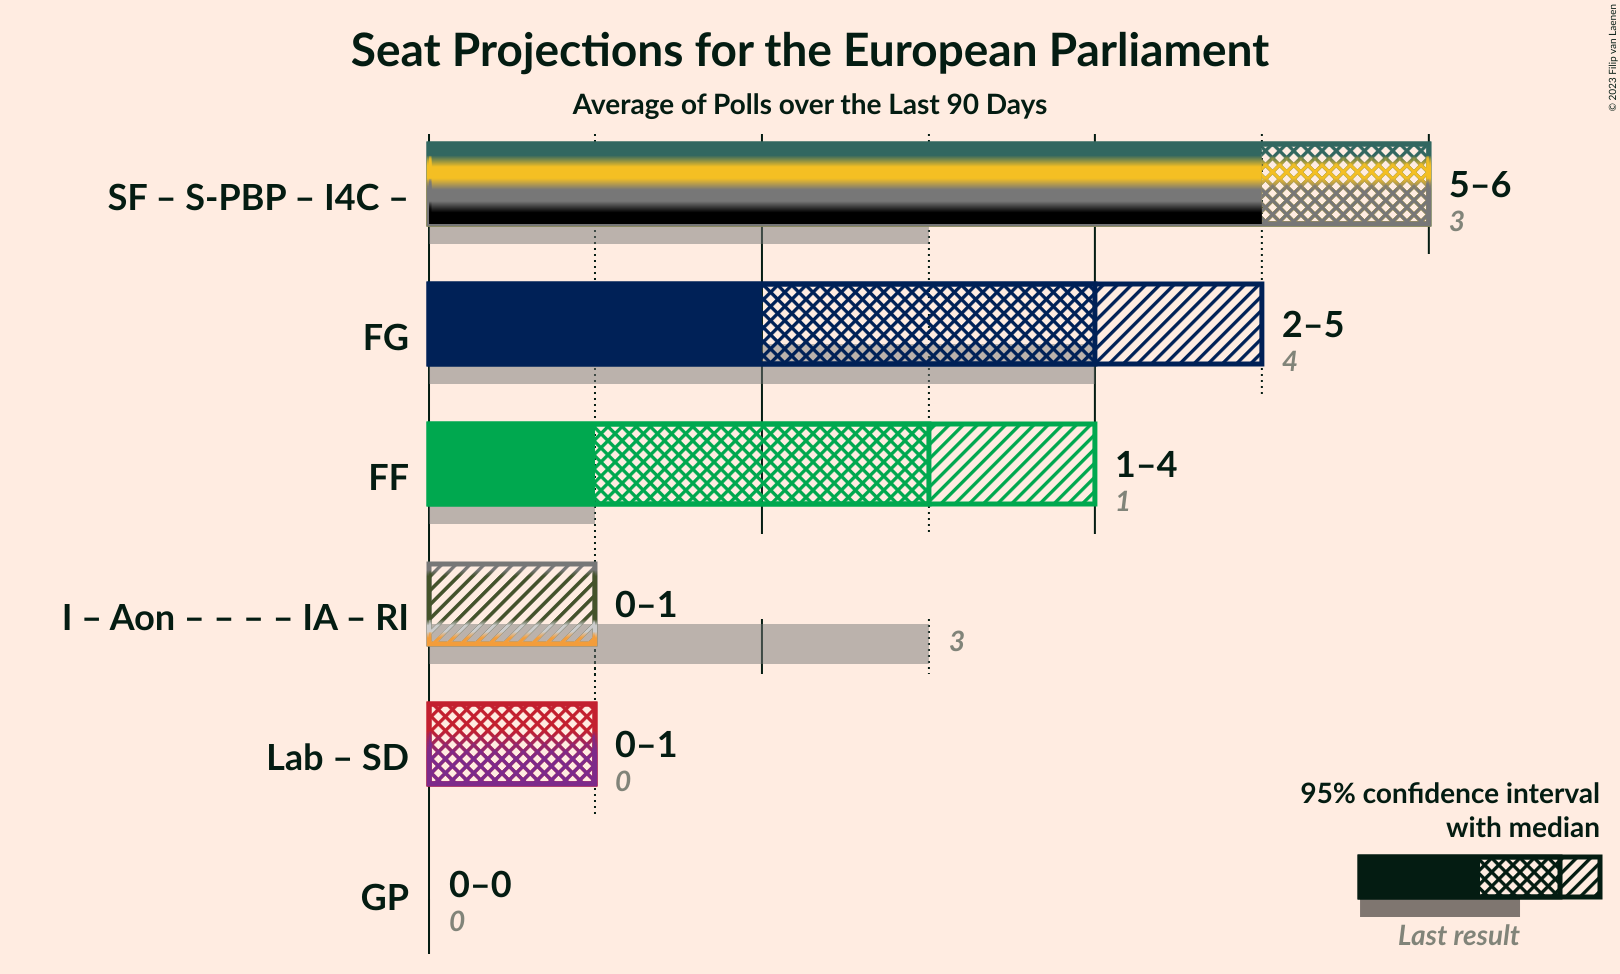 Seat Projections for the European Parliament
Average of Polls over the Last 90 Days
© 2023 Filip van Laenen
SF – S-PBP – I4C –
5–6
3
FG
2–5
4
FF
1–4
1
I – Aon – – – – IA – RI
0–1
3
Lab – SD
0–1
0
GP
0–0
0
95% confidence interval
with median
Last result